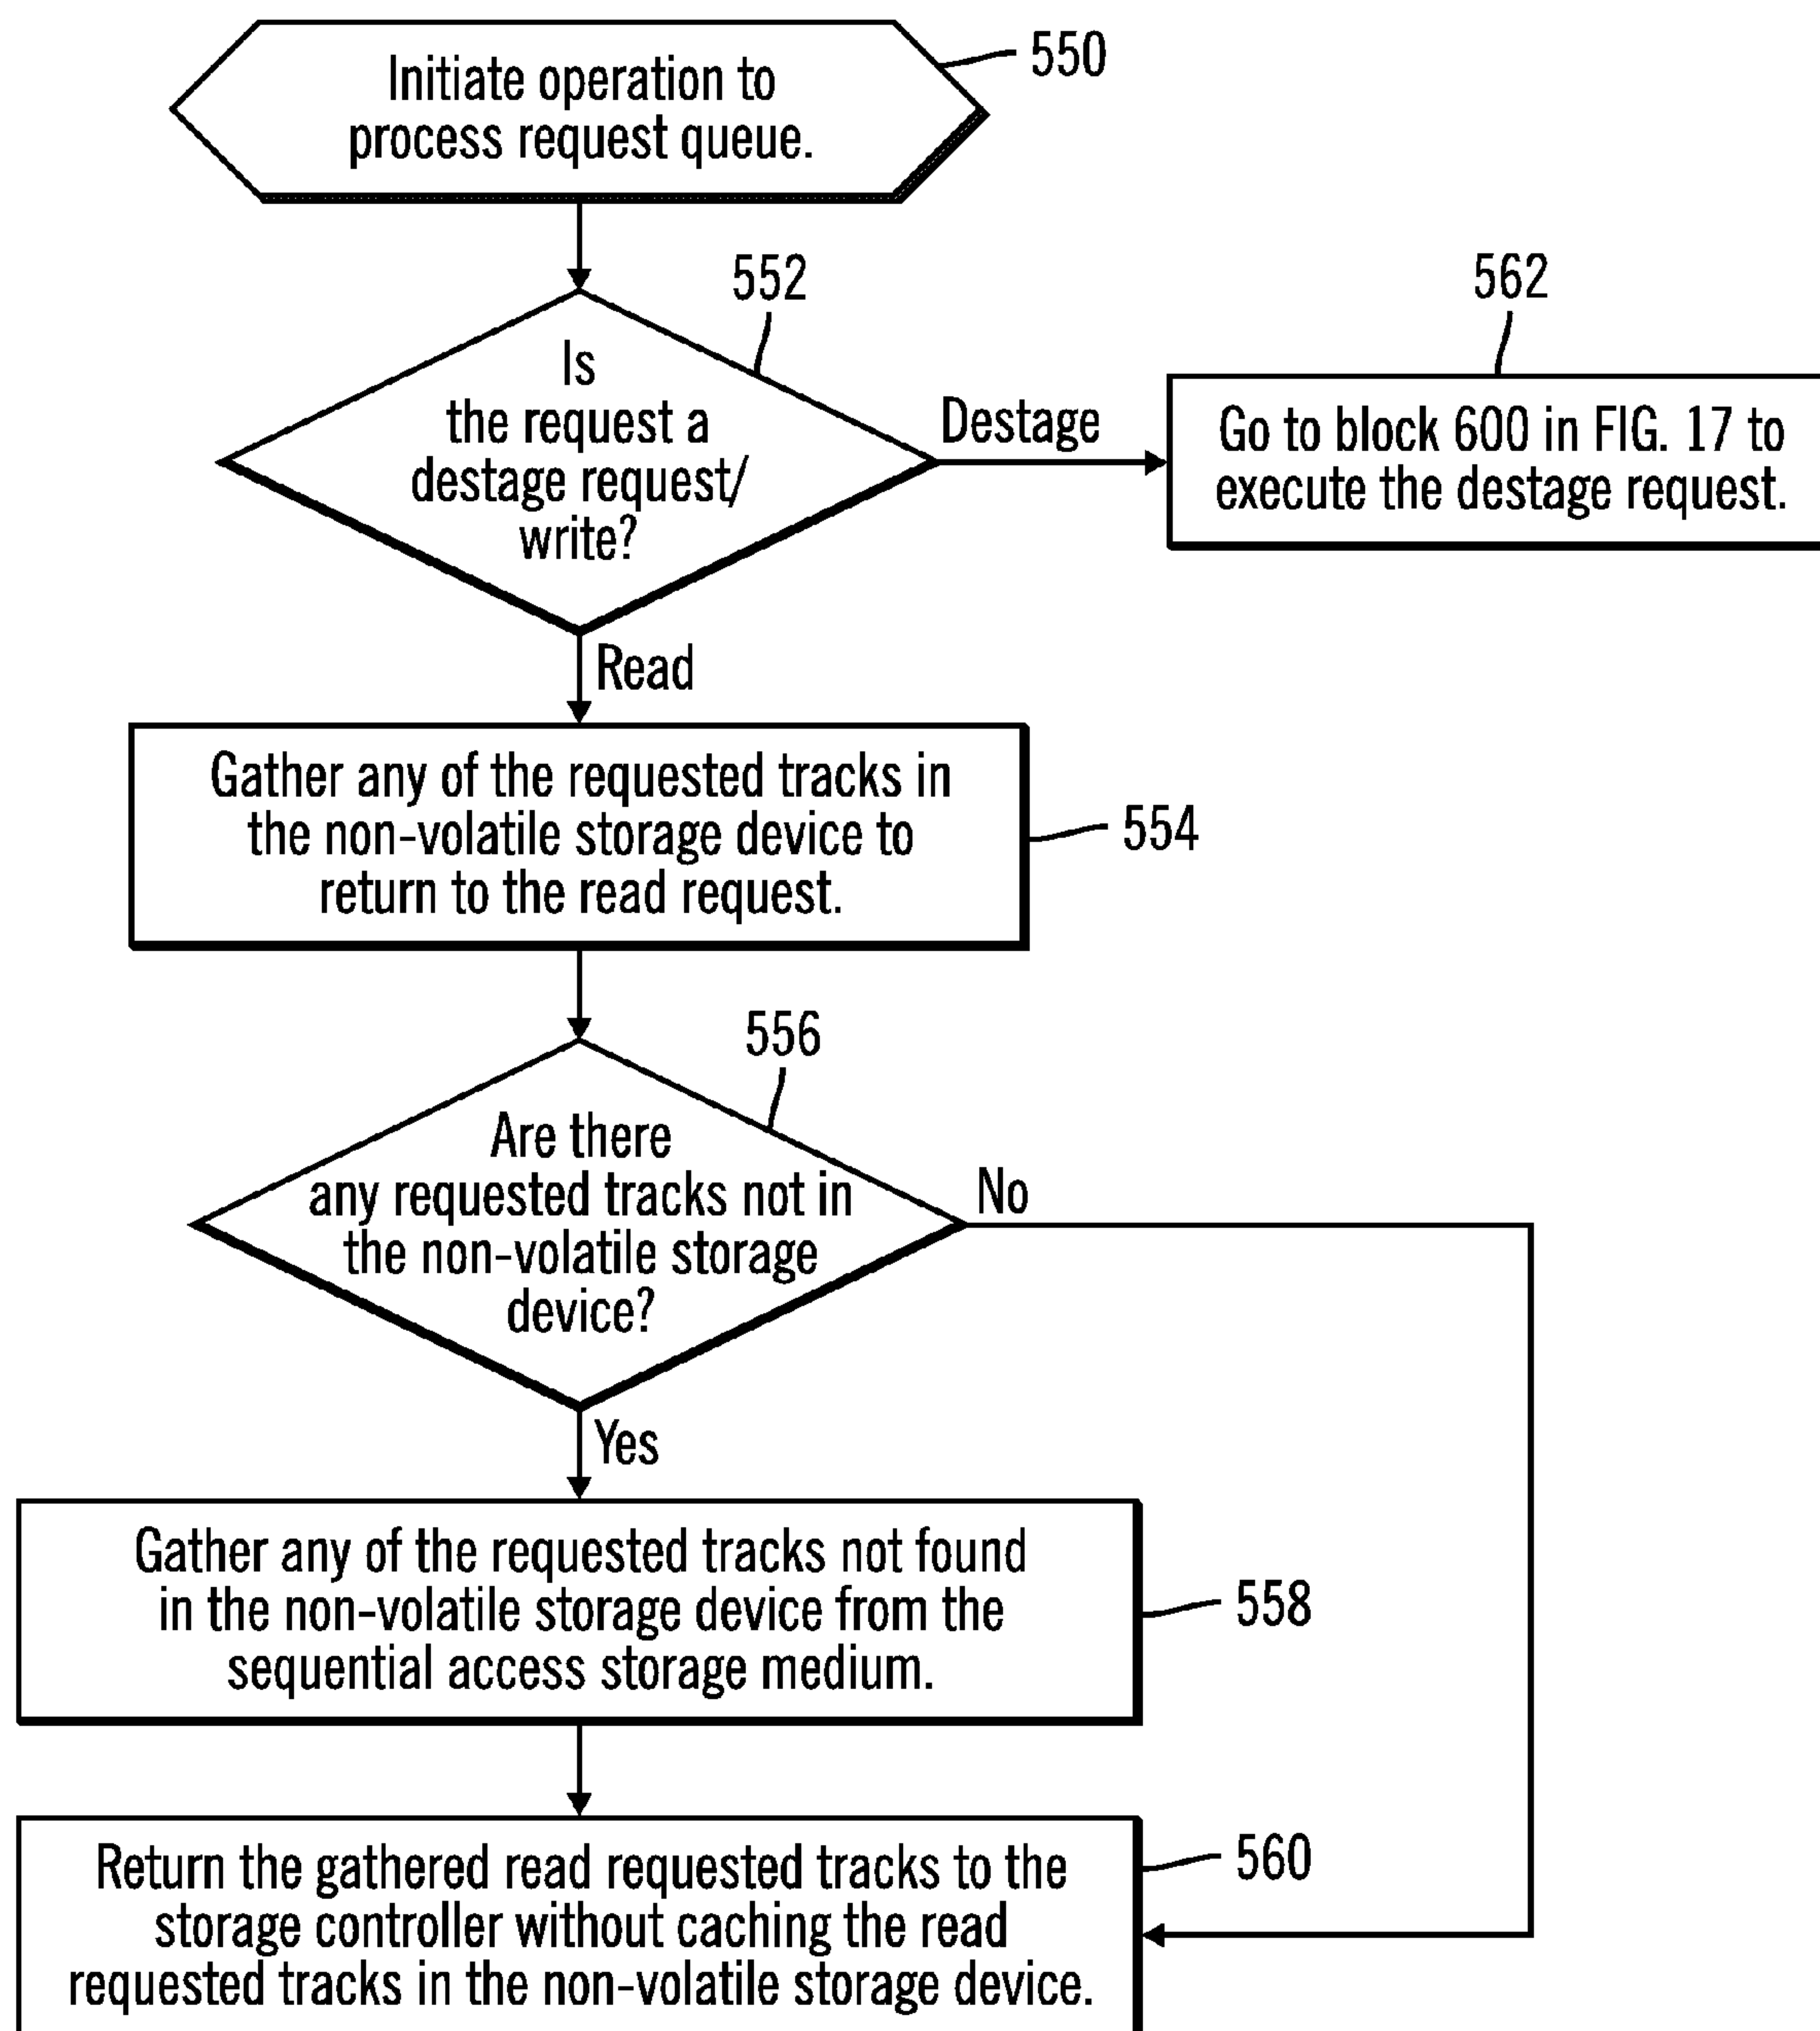 Initiate operation to
process request queue.
550
552
Is
the request a
destage request/
write?
Destage
562
Go to block 600 in FIG. 17 to
execute the destage request.
Read
Gather any of the requested tracks in
the non-volatile storage device to
return to the read request.
554
556
Are there
any requested tracks not in
the non-volatile storage
device?
No
Yes
Gather any of the requested tracks not found
in the non-volatile storage device from the
sequential access storage medium.
558
Return the gathered read requested tracks to the
storage controller without caching the read
requested tracks in the non-volatile storage device.
560